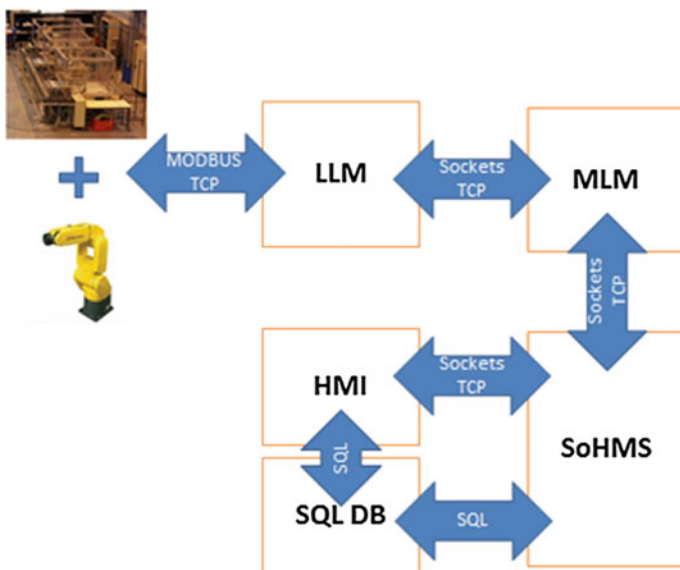 MODBUS
TCP
LLM
Sockets
TCP
MLM
Sockets
TCP
HMI
Sockets
TCP
SoHMS
SQL
SQL DB
SQL